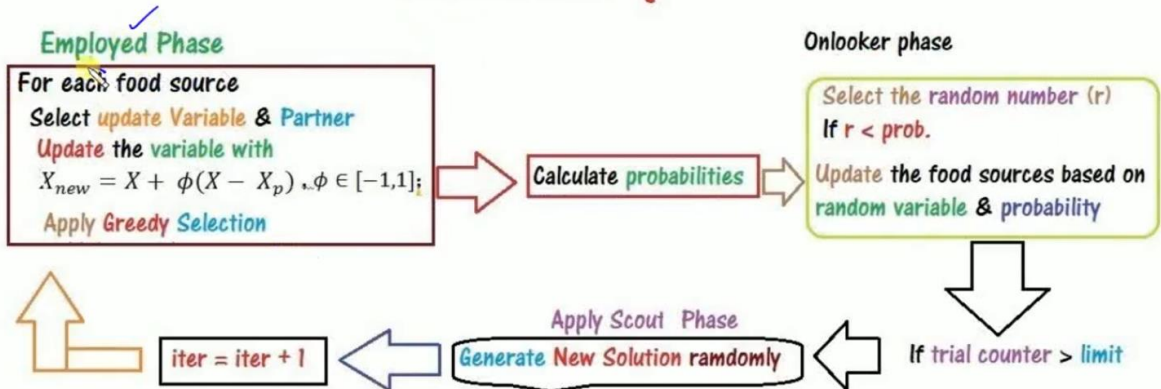 Employed Phase
For each food source
Select update Variable & Partner
Update the variable with
X_new = X + ϕ(X − X_p) , ϕ ∈ [-1,1];
Apply Greedy Selection
Calculate probabilities
Onlooker phase
Select the random number (r)
If r < prob.
Update the food sources based on
random variable & probability
If trial counter > limit
Apply Scout Phase
Generate New Solution ramdomly
iter = iter + 1